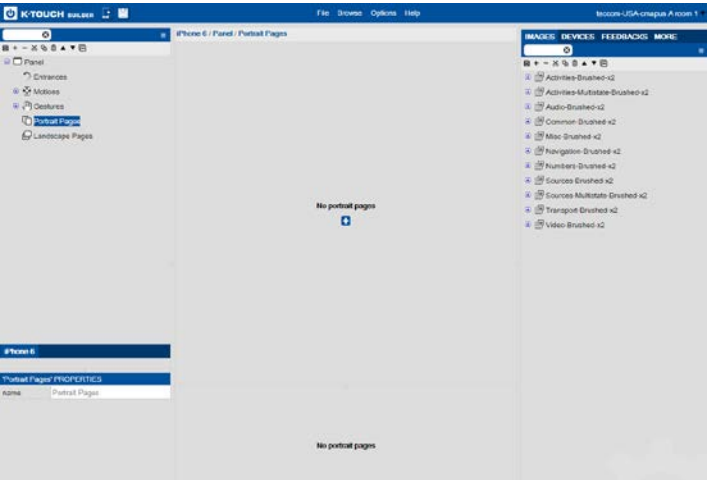 K-TOUCH BUILDER
File Browse Options Help
iPhone 6 / Panel / Portrait Pages
IMAGES DEVICES FEEDBACKS MORE
Panel
Entrances
Motions
Gestures
Portrait Pages
Landscape Pages
Activities-Brushed-x2
Activities-Multistate-Brushed-x2
Audio-Brushed-x2
Common-Brushed-x2
Misc-Brushed-x2
Navigation-Brushed-x2
Numbers-Brushed-x2
Sources-Brushed-x2
Sources-Multistate-Brushed-x2
Transport-Brushed-x2
Video-Brushed-x2
No portrait pages
iPhone 6
'Portrait Pages' PROPERTIES
name Portrait Pages
No portrait pages